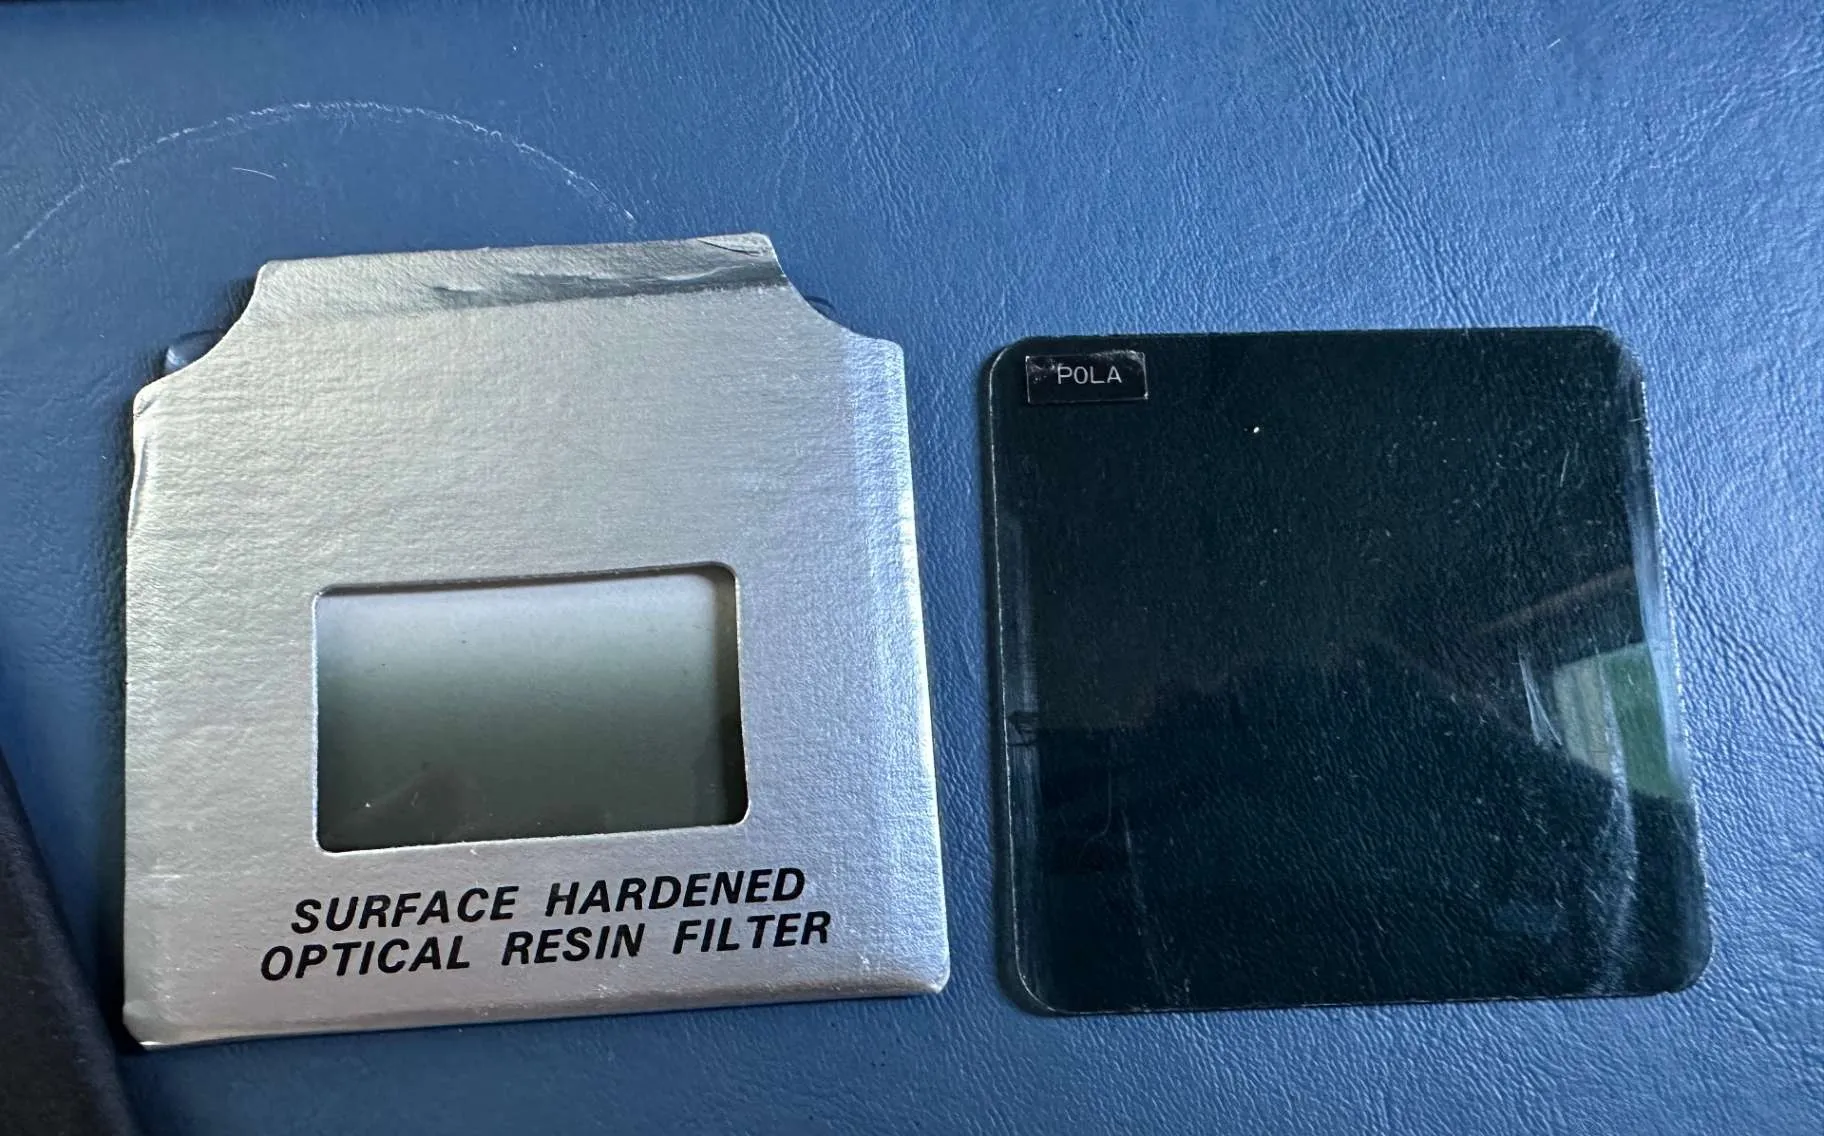 SURFACE HARDENED
OPTICAL RESIN FILTER
POLA